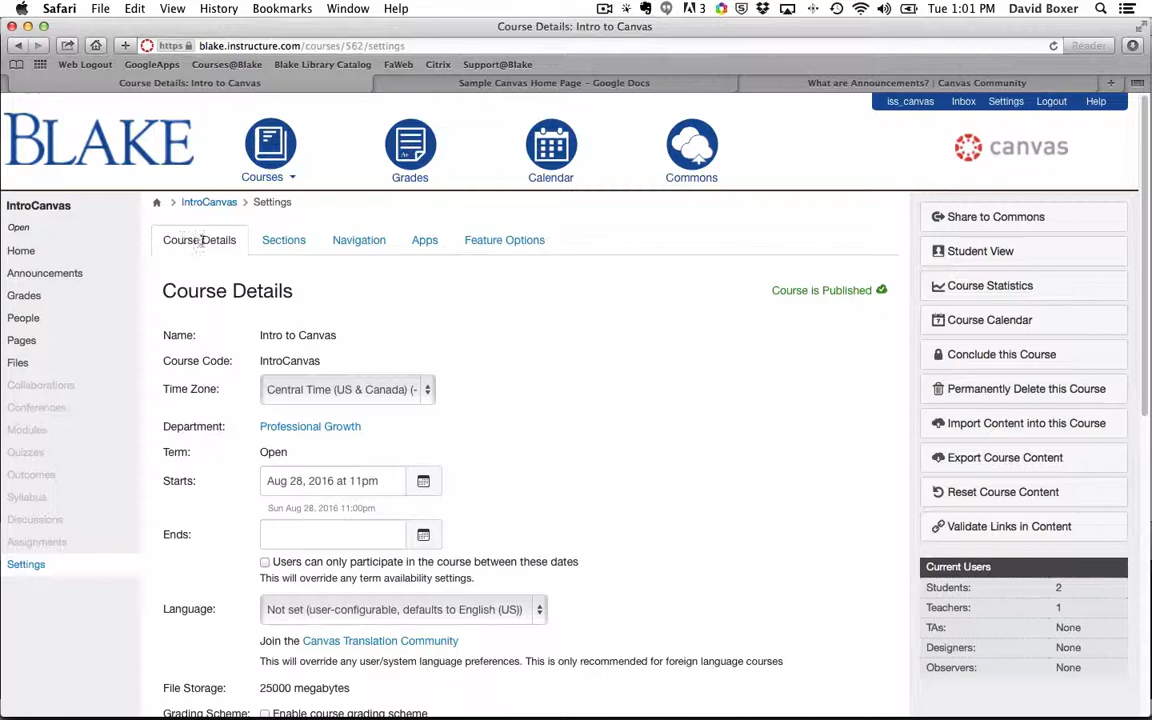 Safari File Edit View History Bookmarks Window Help 3 Tue 1:01 PM David Boxer
Course Details: Intro to Canvas
https blake.instructure.com/courses/562/settings Reader
Web Logout GoogleApps Courses@Blake Blake Library Catalog FaWeb Citrix Support@Blake
Course Details: Intro to Canvas Sample Canvas Home Page – Google Docs What are Announcements? | Canvas Community
iss_canvas Inbox Settings Logout Help
BLAKE
canvas
Courses Grades Calendar Commons
IntroCanvas
Open
Home
Announcements
Grades
People
Pages
Files
Collaborations
Conferences
Modules
Quizzes
Outcomes
Syllabus
Discussions
Assignments
Settings
> IntroCanvas > Settings
Course Details Sections Navigation Apps Feature Options
Course Details
Course is Published
Name: Intro to Canvas
Course Code: IntroCanvas
Time Zone: Central Time (US & Canada) (-
Department: Professional Growth
Term: Open
Starts: Aug 28, 2016 at 11pm
Sun Aug 28, 2016 11:00pm
Ends:
Users can only participate in the course between these dates
This will override any term availability settings.
Language: Not set (user-configurable, defaults to English (US))
Join the Canvas Translation Community
This will override any user/system language preferences. This is only recommended for foreign language courses
File Storage: 25000 megabytes
Grading Scheme: Enable course grading scheme
Share to Commons
Student View
Course Statistics
Course Calendar
Conclude this Course
Permanently Delete this Course
Import Content into this Course
Export Course Content
Reset Course Content
Validate Links in Content
Current Users
Students: 2
Teachers: 1
TAs: None
Designers: None
Observers: None